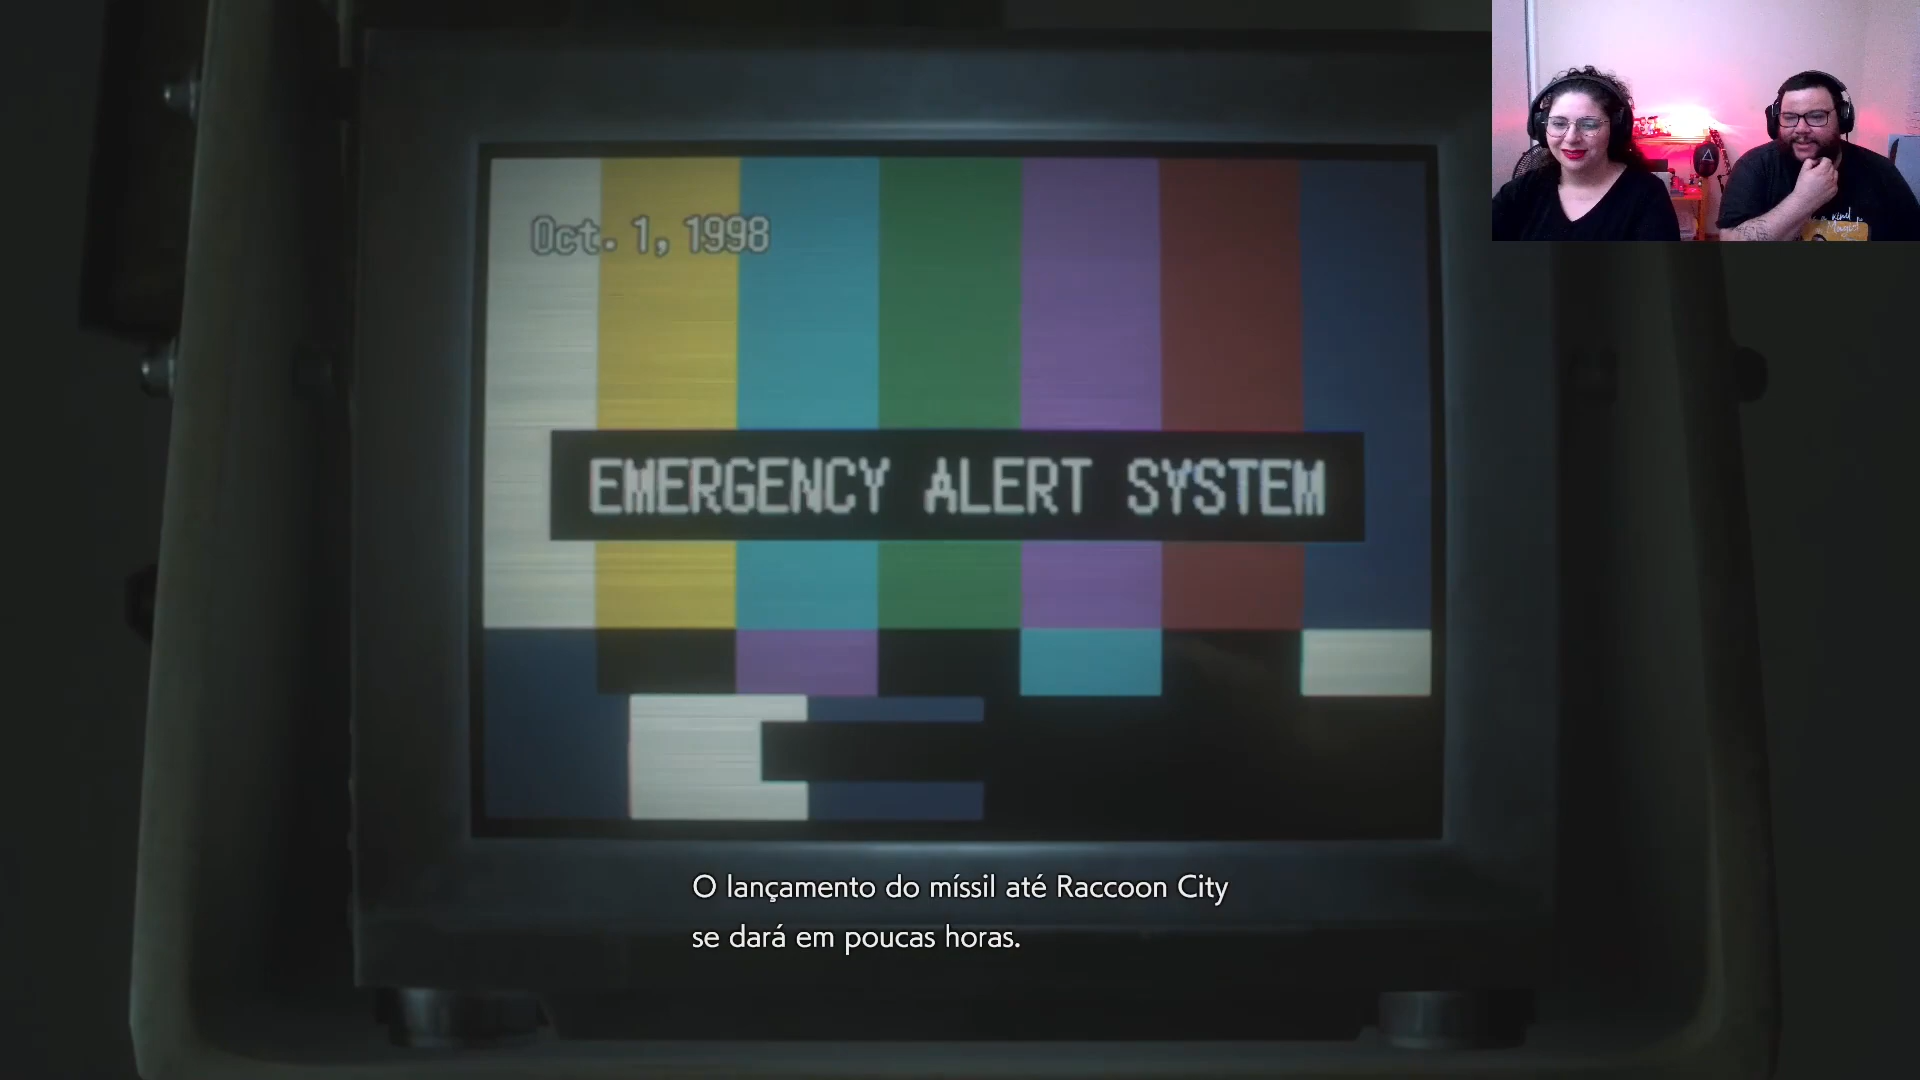 Oct. 1, 1998
EMERGENCY ALERT SYSTEM
O lançamento do míssil até Raccoon City
se dará em poucas horas.